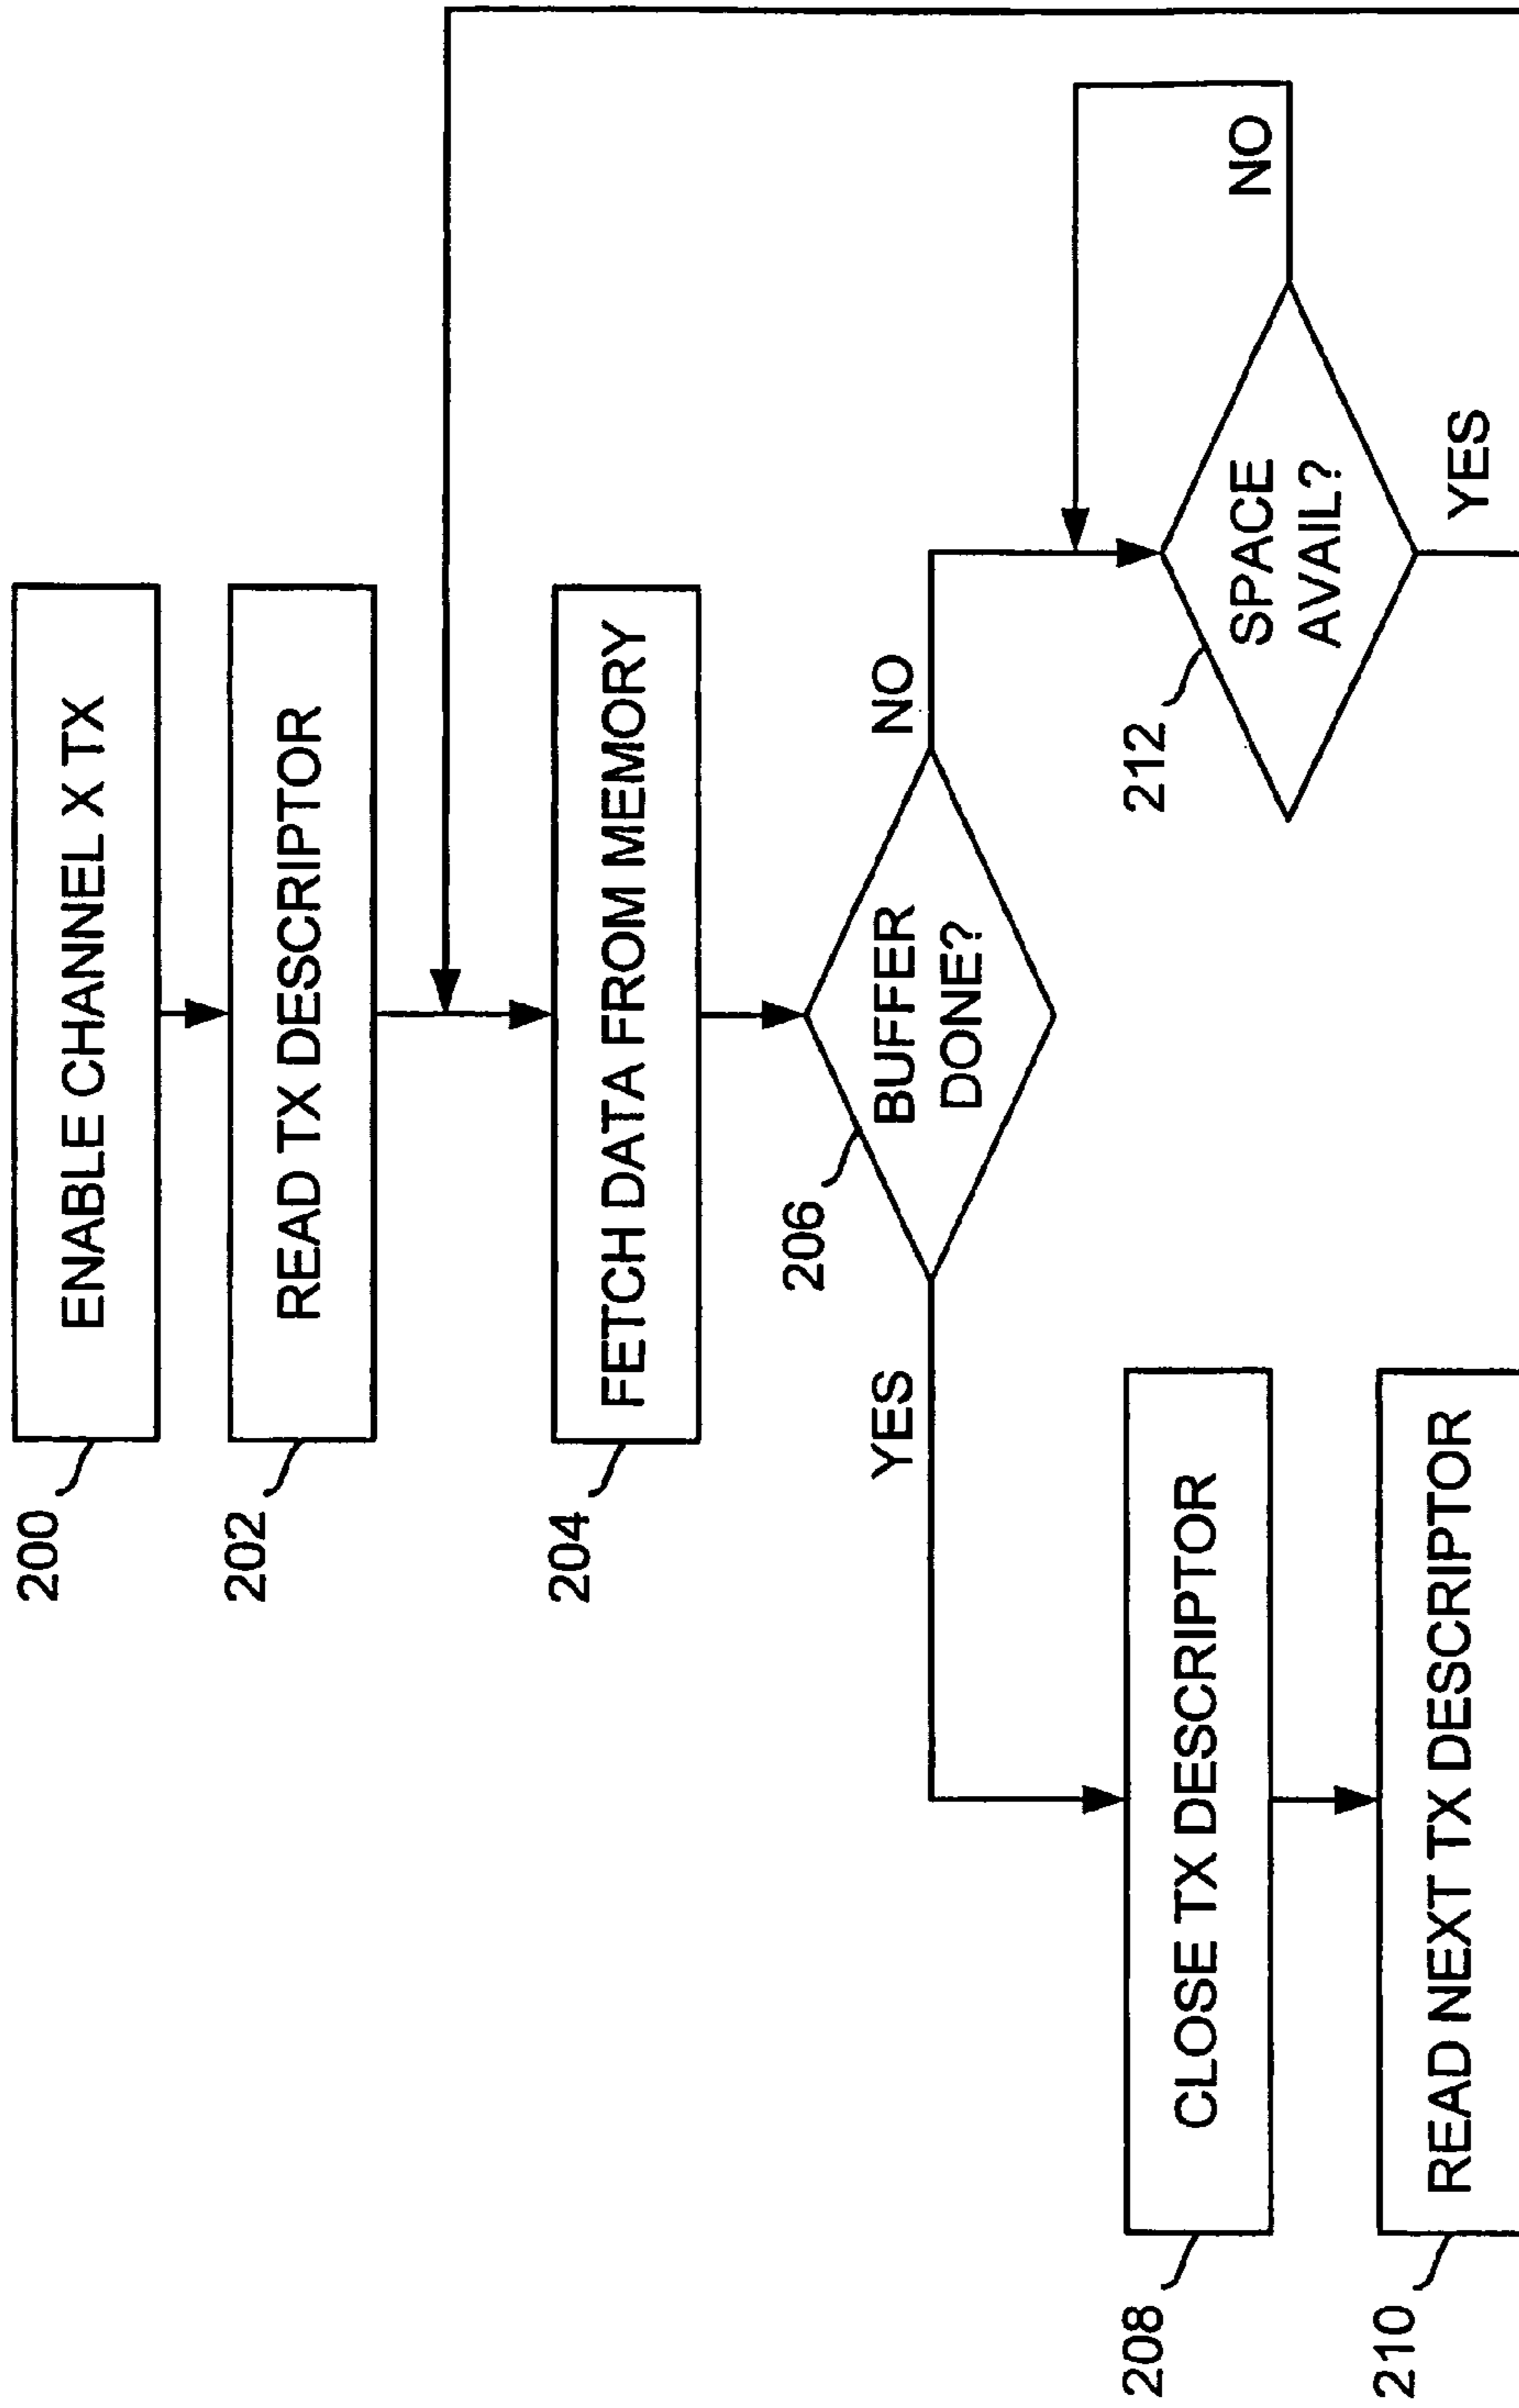 200
ENABLE CHANNEL X TX
202
READ TX DESCRIPTOR
204
FETCH DATA FROM MEMORY
206
BUFFER
DONE?
YES
NO
208
CLOSE TX DESCRIPTOR
210
READ NEXT TX DESCRIPTOR
212
SPACE
AVAIL?
NO
YES